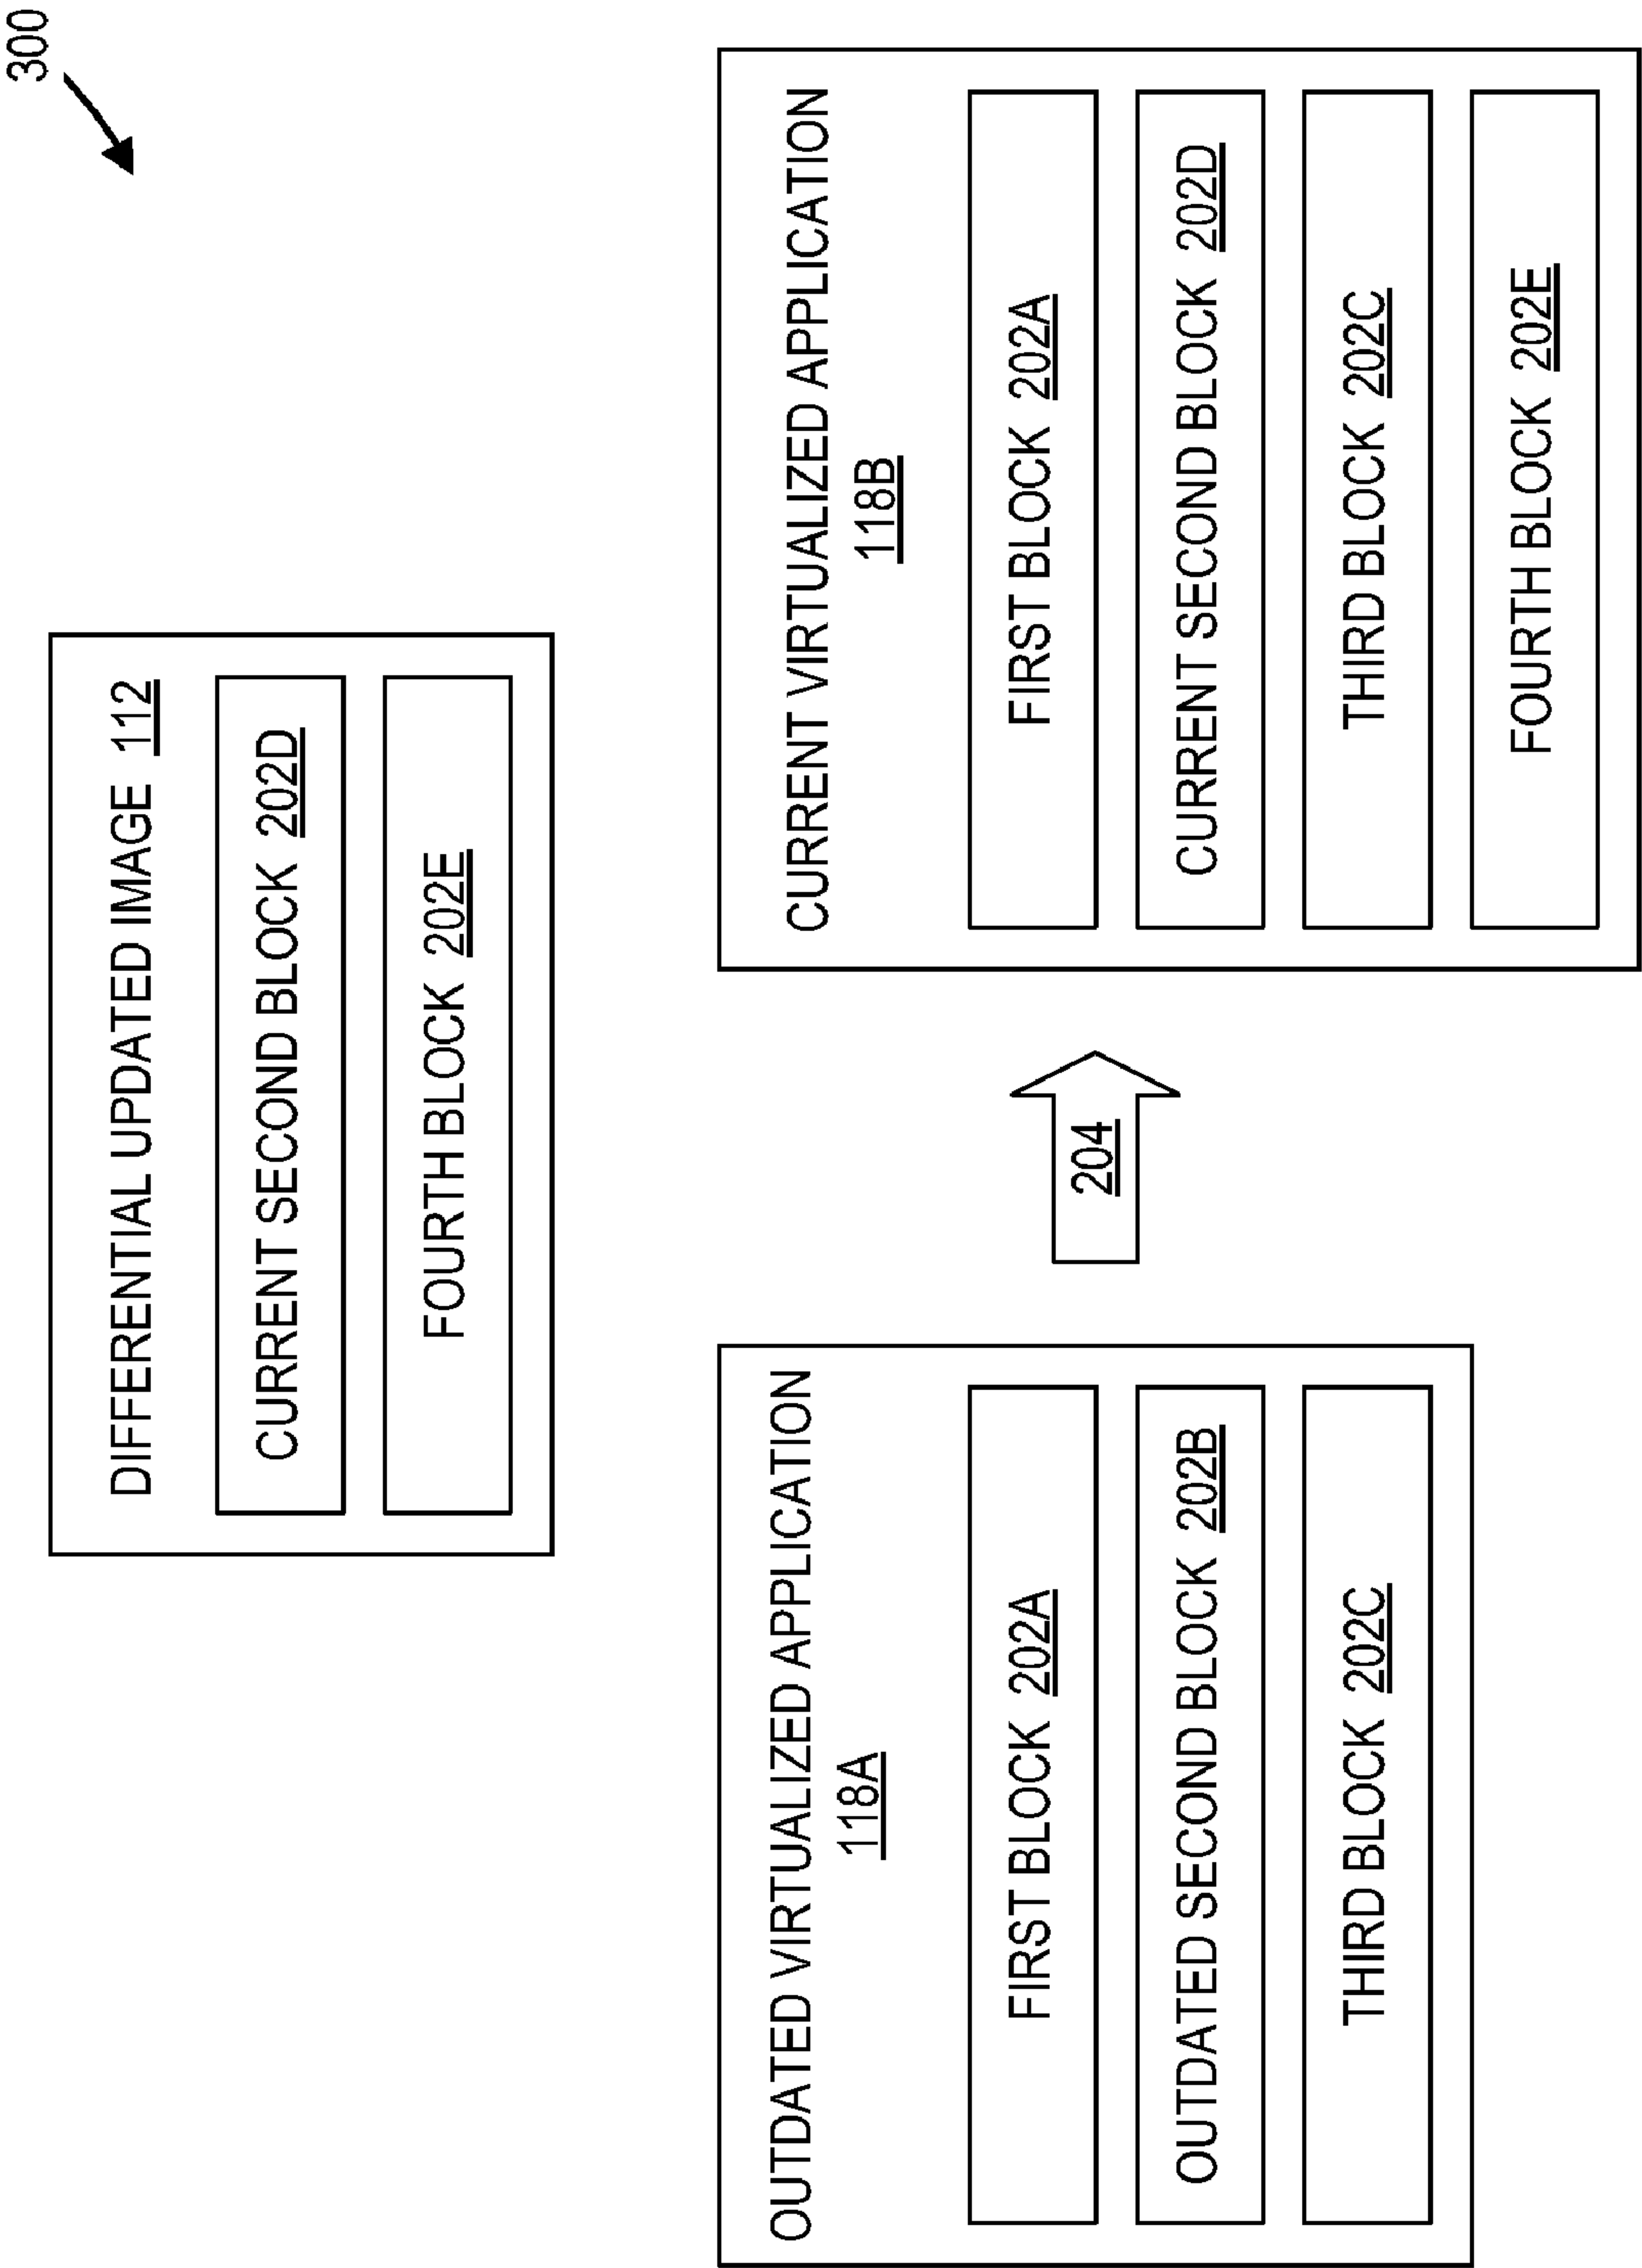 300
DIFFERENTIAL UPDATED IMAGE 112
CURRENT SECOND BLOCK 202D
FOURTH BLOCK 202E
OUTDATED VIRTUALIZED APPLICATION
118A
FIRST BLOCK 202A
OUTDATED SECOND BLOCK 202B
THIRD BLOCK 202C
204
CURRENT VIRTUALIZED APPLICATION
118B
FIRST BLOCK 202A
CURRENT SECOND BLOCK 202D
THIRD BLOCK 202C
FOURTH BLOCK 202E